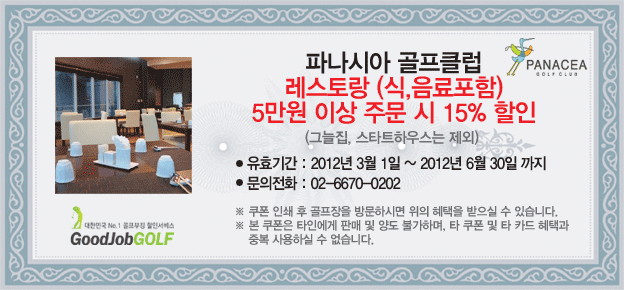 파나시아 골프클럽
PANACEA
GOLF CLUB
레스토랑 (식,음료포함)
5만원 이상 주문 시 15% 할인
(그늘집, 스타트하우스는 제외)
● 유효기간 : 2012년 3월 1일 ~ 2012년 6월 30일 까지
● 문의전화 : 02-6670-0202
대한민국 No.1 골프부킹 할인서비스
GoodJobGOLF
※ 쿠폰 인쇄 후 골프장을 방문하시면 위의 혜택을 받으실 수 있습니다.
※ 본 쿠폰은 타인에게 판매 및 양도 불가하며, 타 쿠폰 및 타 카드 혜택과
중복 사용하실 수 없습니다.